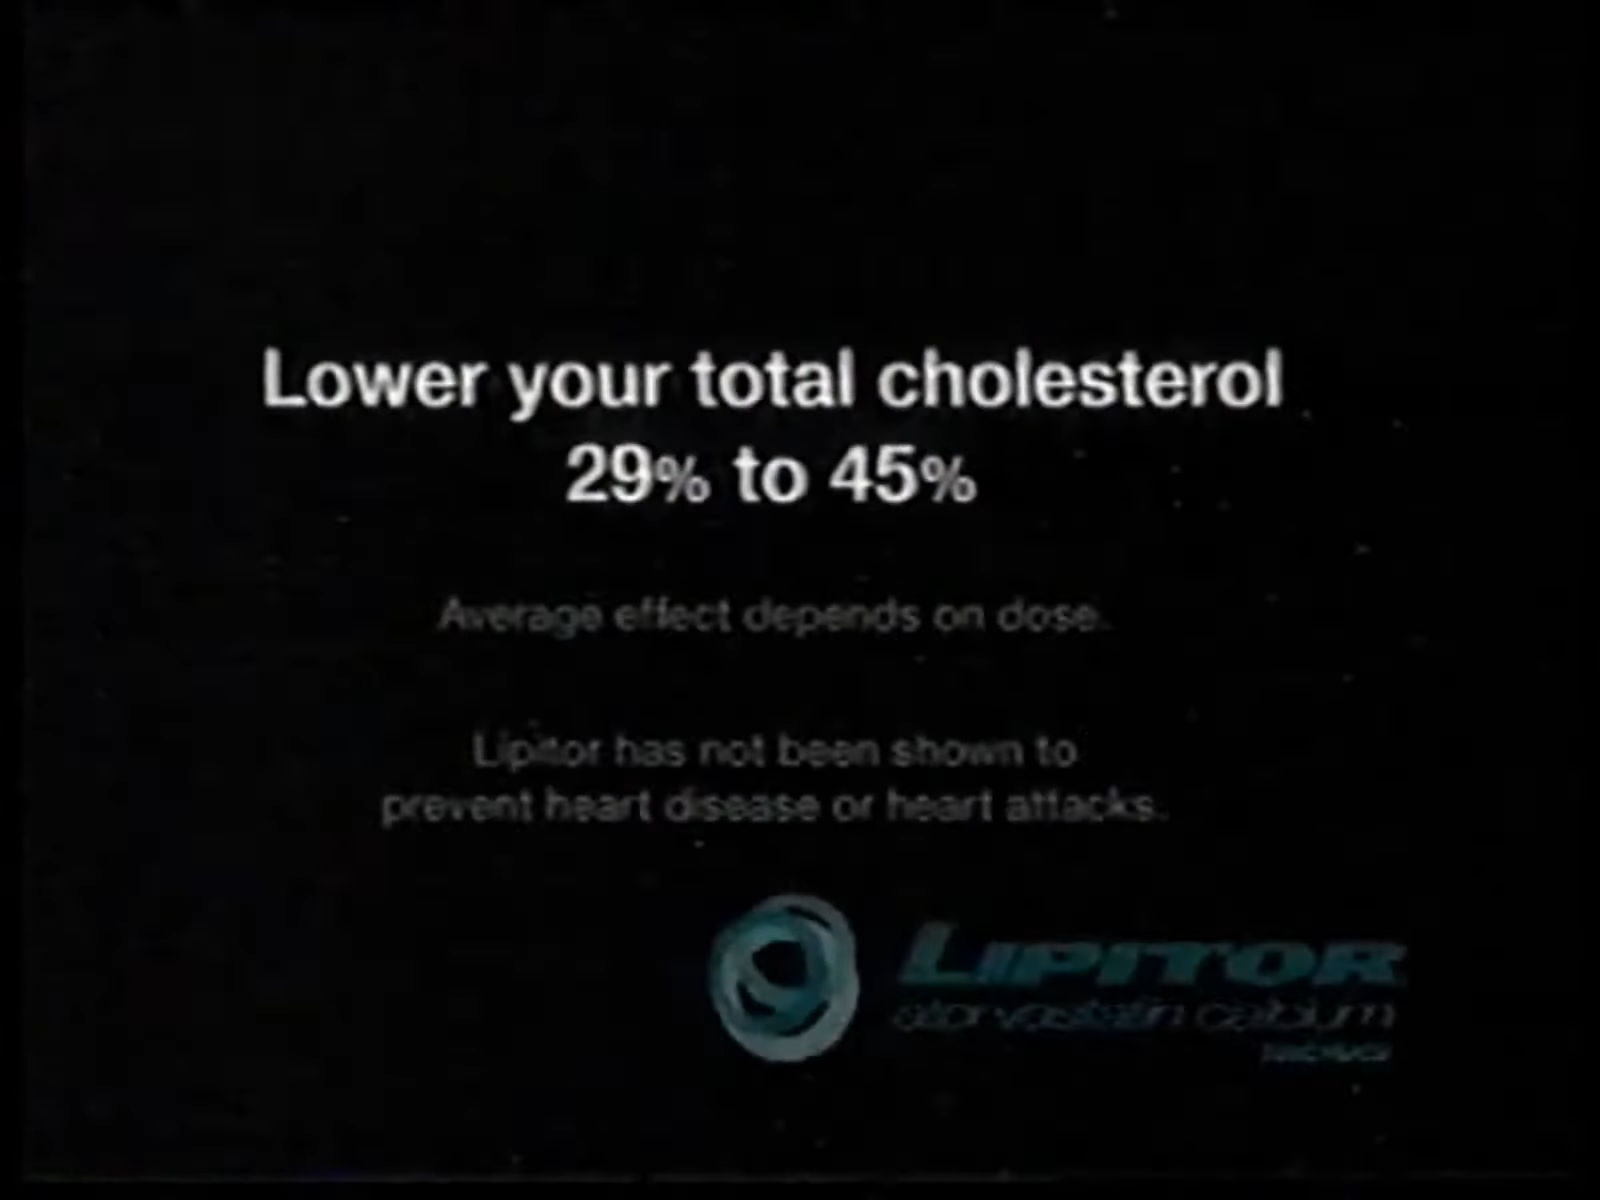 Lower your total cholesterol
29% to 45%
Average effect depends on dose.
Lipitor has not been shown to
prevent heart disease or heart attacks.
LIPITOR
atorvastatin calcium